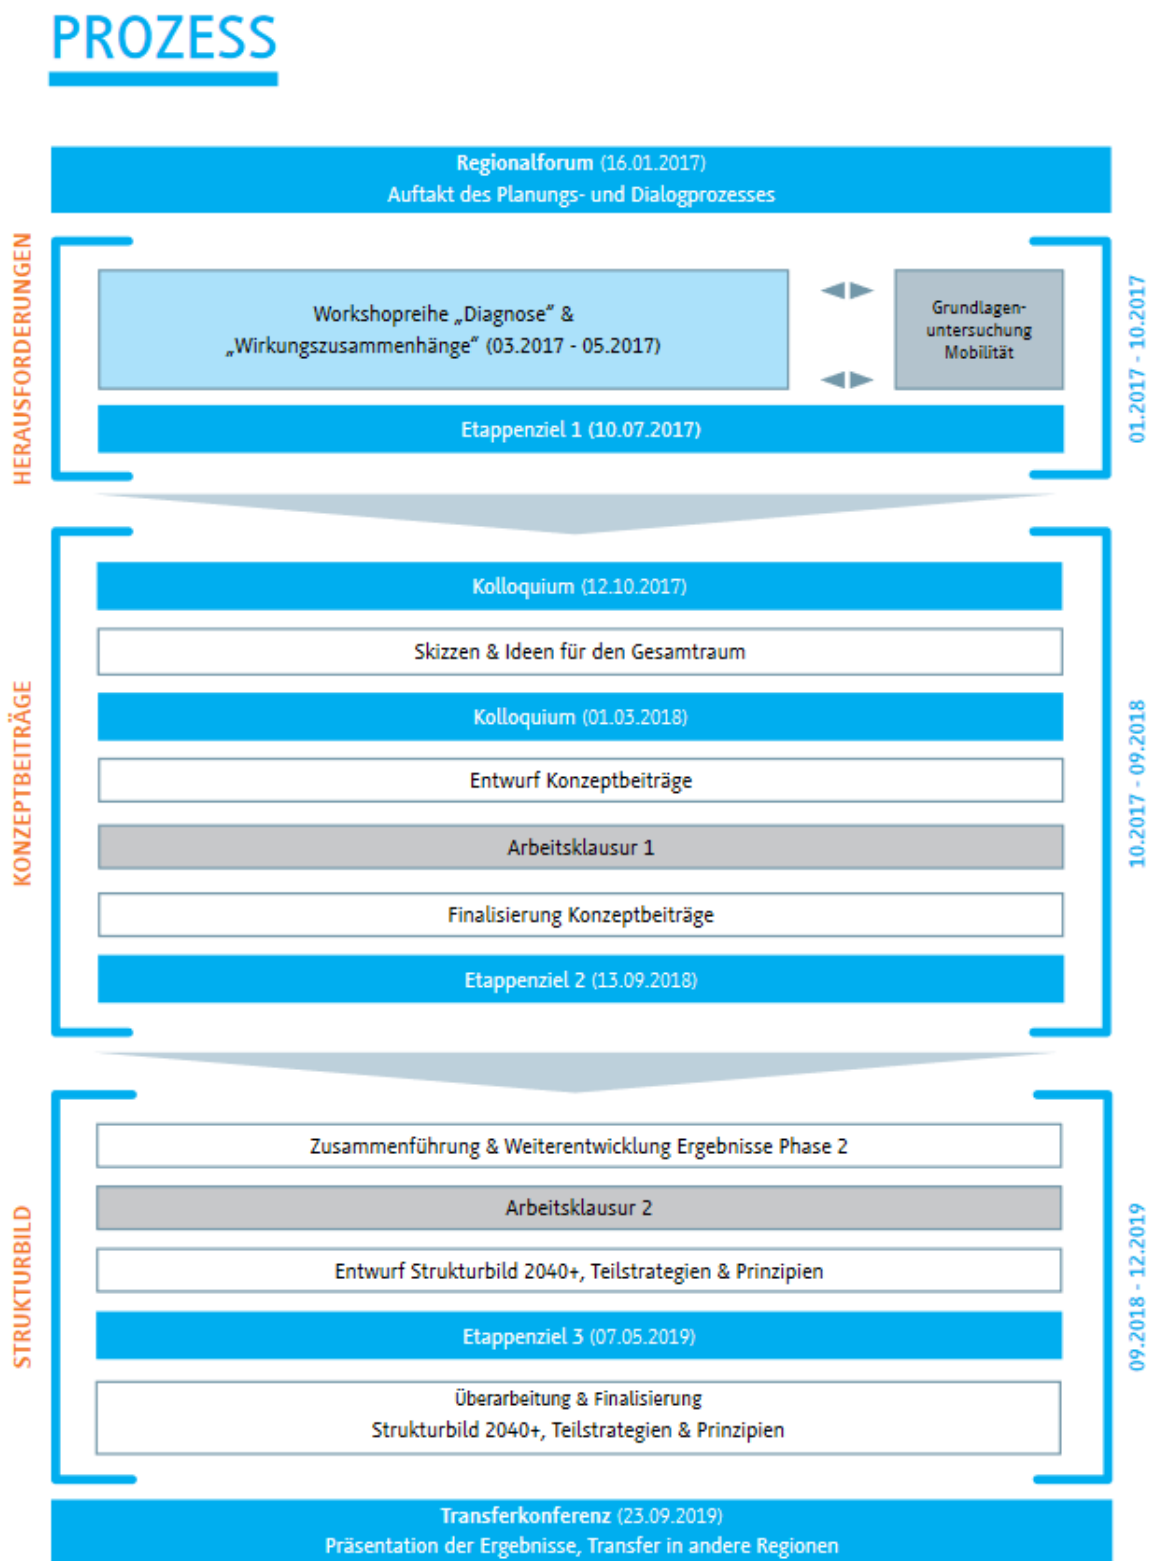 PROZESS
Regionalforum (16.01.2017)
Auftakt des Planungs- und Dialogprozesses
HERAUSFORDERUNGEN
Workshopreihe „Diagnose“ &
„Wirkungszusammenhänge“ (03.2017 - 05.2017)
Grundlagen-
untersuchung
Mobilität
Etappenziel 1 (10.07.2017)
01.2017 - 10.2017
KONZEPTBEITRÄGE
Kolloquium (12.10.2017)
Skizzen & Ideen für den Gesamtraum
Kolloquium (01.03.2018)
Entwurf Konzeptbeiträge
Arbeitsklausur 1
Finalisierung Konzeptbeiträge
Etappenziel 2 (13.09.2018)
10.2017 - 09.2018
STRUKTURBILD
Zusammenführung & Weiterentwicklung Ergebnisse Phase 2
Arbeitsklausur 2
Entwurf Strukturbild 2040+, Teilstrategien & Prinzipien
Etappenziel 3 (07.05.2019)
Überarbeitung & Finalisierung
Strukturbild 2040+, Teilstrategien & Prinzipien
09.2018 - 12.2019
Transferkonferenz (23.09.2019)
Präsentation der Ergebnisse, Transfer in andere Regionen